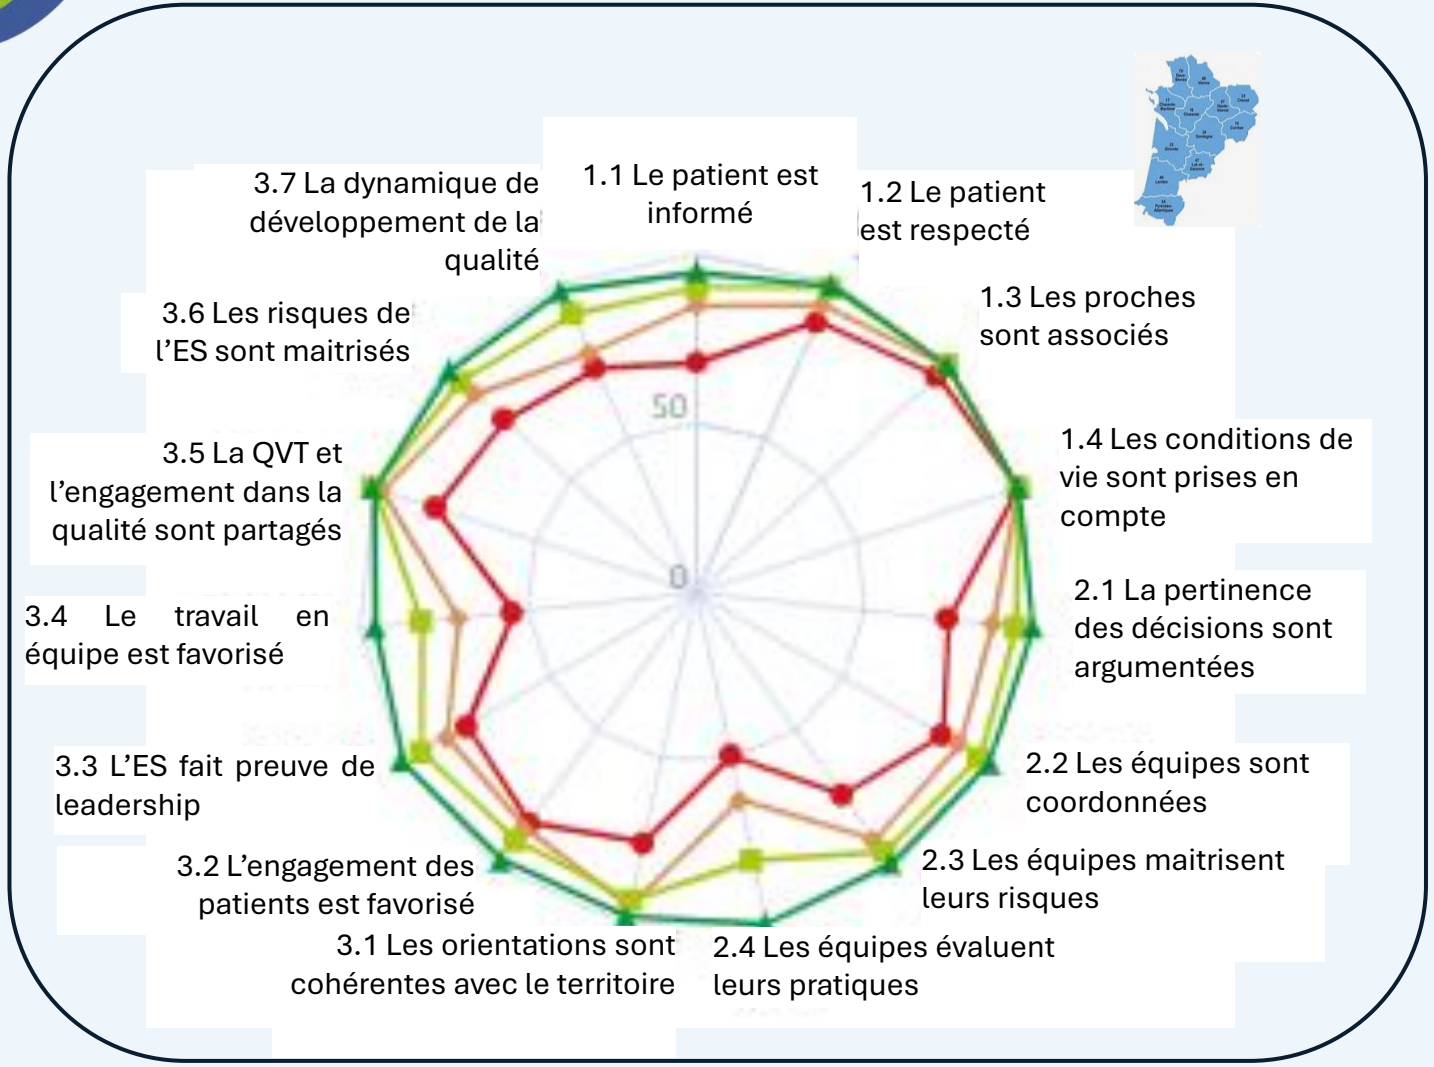 1.1 Le patient est
informé
1.2 Le patient
est respecté
1.3 Les proches
sont associés
1.4 Les conditions de
vie sont prises en
compte
2.1 La pertinence
des décisions sont
argumentées
2.2 Les équipes sont
coordonnées
2.3 Les équipes maitrisent
leurs risques
2.4 Les équipes évaluent
leurs pratiques
3.1 Les orientations sont
cohérentes avec le territoire
3.2 L’engagement des
patients est favorisé
3.3 L’ES fait preuve de
leadership
3.4 Le travail en
équipe est favorisé
3.5 La QVT et
l’engagement dans la
qualité sont partagés
3.6 Les risques de
l’ES sont maitrisés
3.7 La dynamique de
développement de la
qualité
50
0